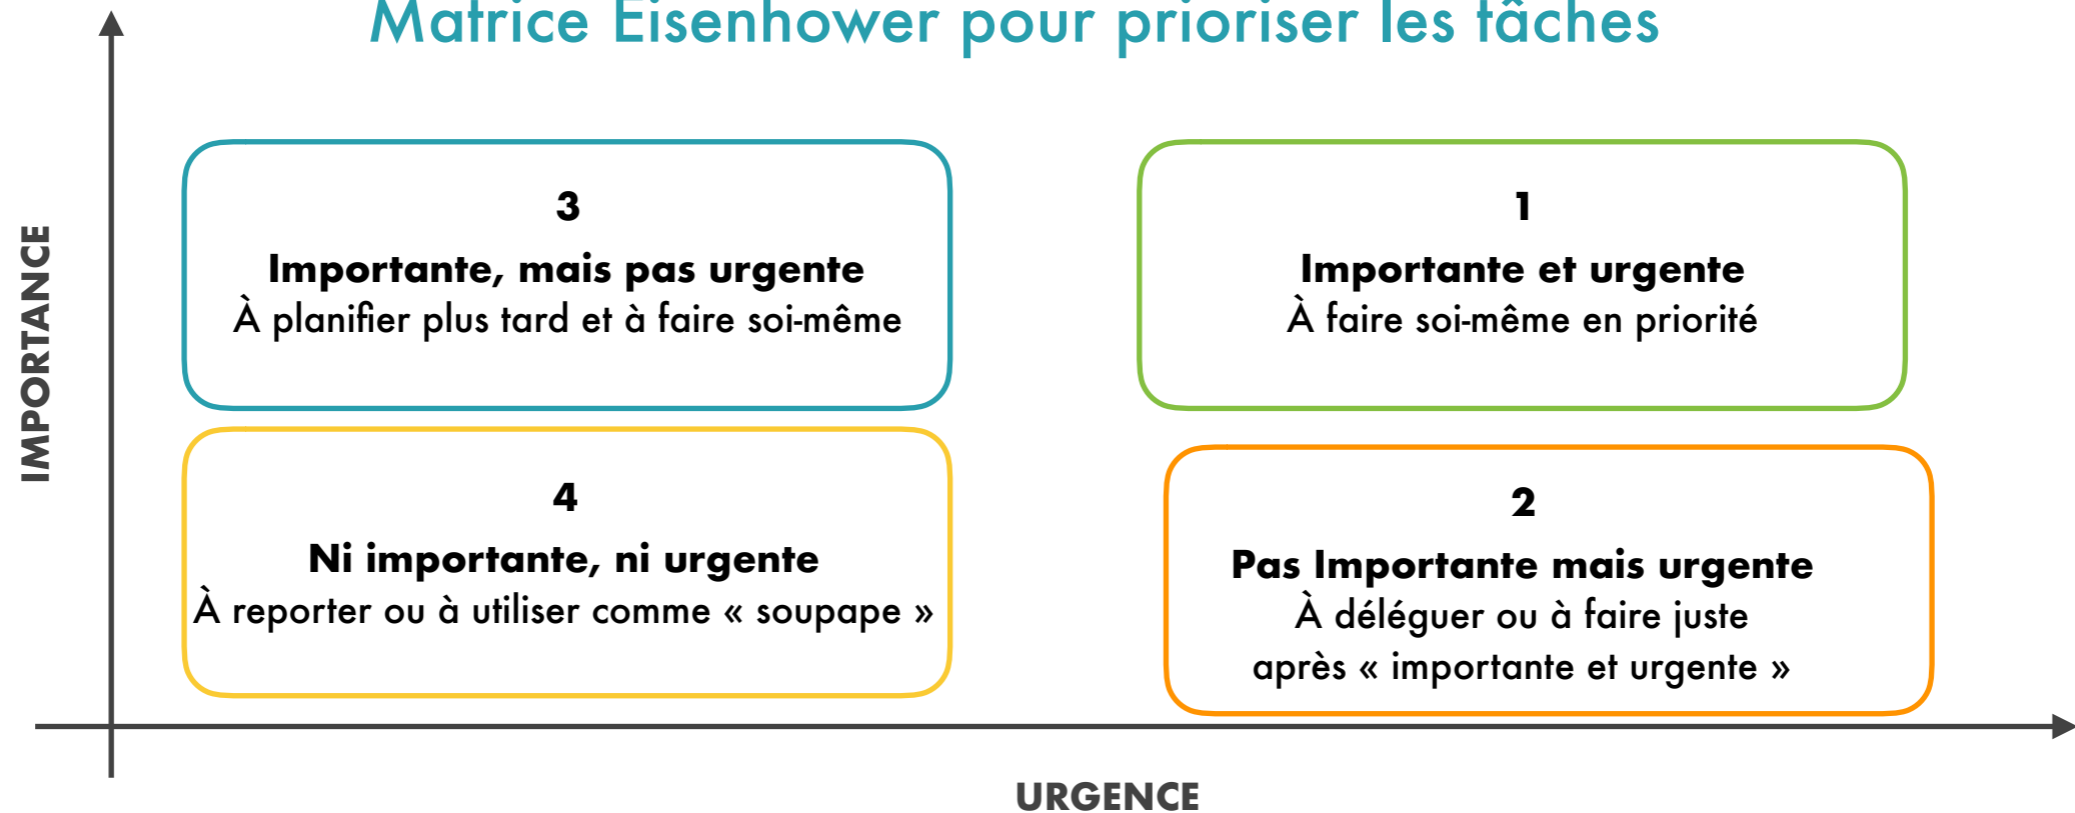 Matrice Eisenhower pour prioriser les tâches
IMPORTANCE
3
Importante, mais pas urgente
À planifier plus tard et à faire soi-même
1
Importante et urgente
À faire soi-même en priorité
4
Ni importante, ni urgente
À reporter ou à utiliser comme « soupape »
2
Pas Importante mais urgente
À déléguer ou à faire juste
après « importante et urgente »
URGENCE